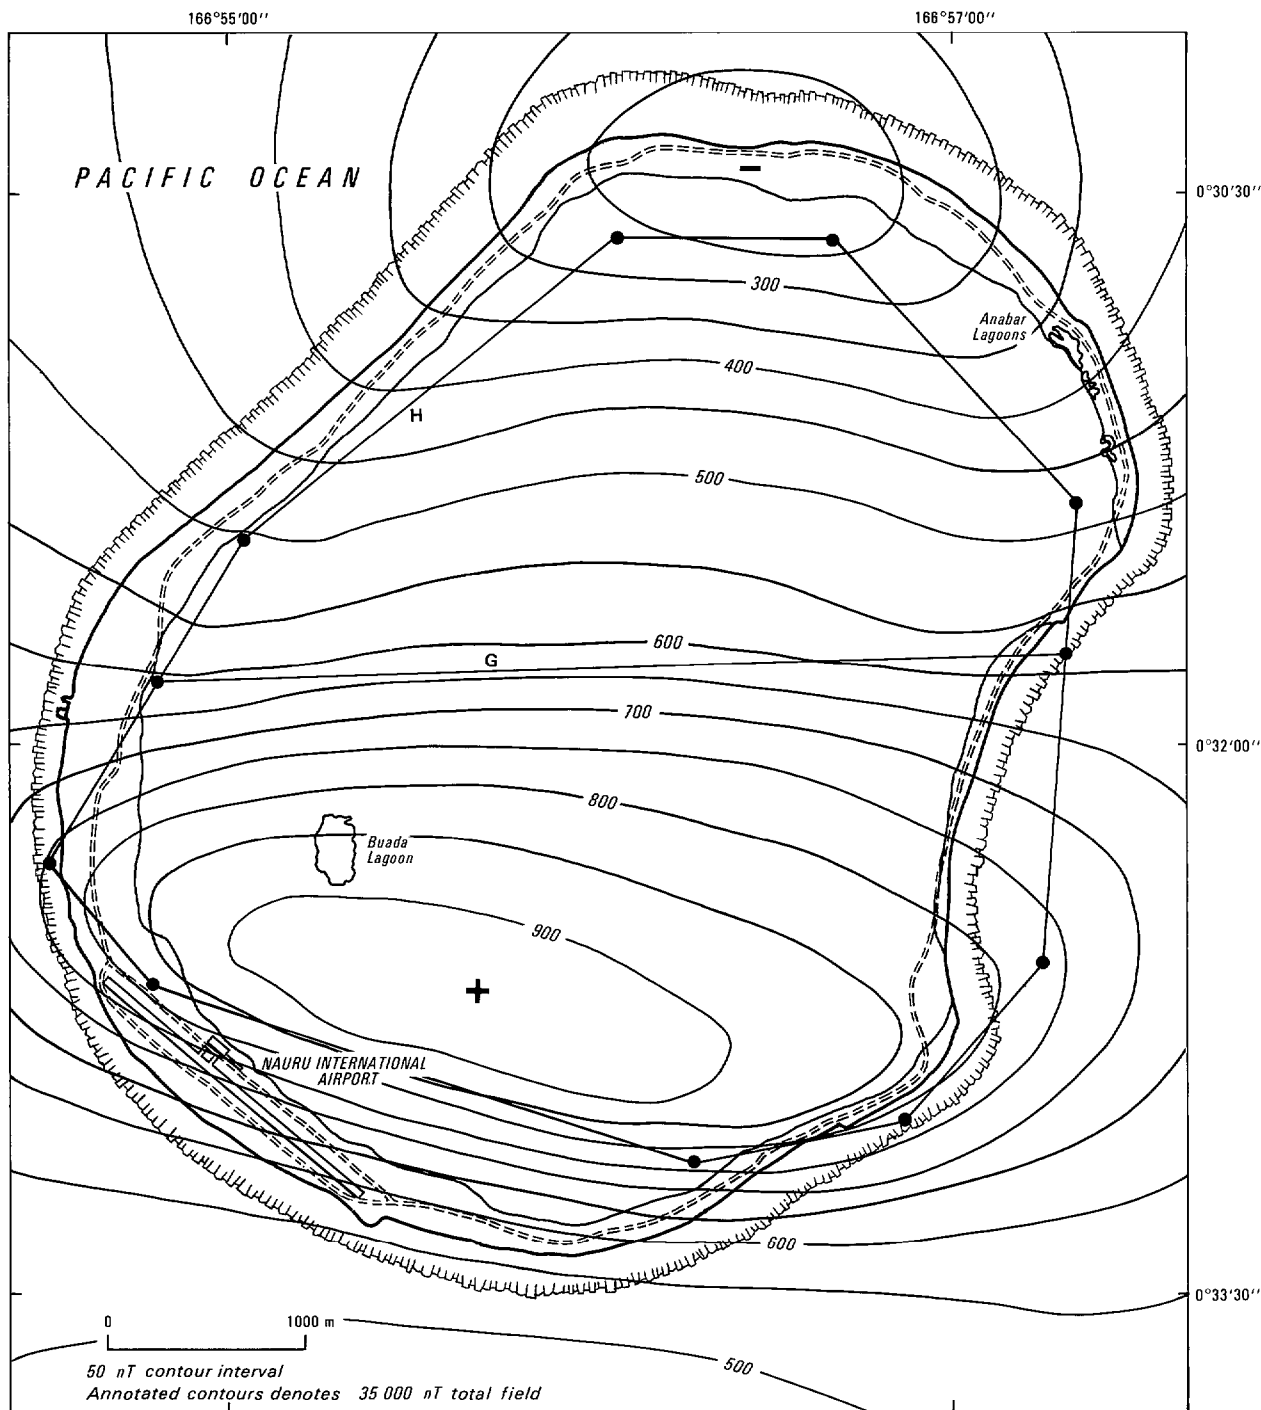 166°55'00''
166°57'00''
PACIFIC OCEAN
0°30'30''
300
Anabar
Lagoons
400
H
500
600
G
700
0°32'00''
800
Buada
Lagoon
900
NAURU INTERNATIONAL
AIRPORT
600
0°33'30''
0 1000 m
500
50 nT contour interval
Annotated contours denotes 35 000 nT total field